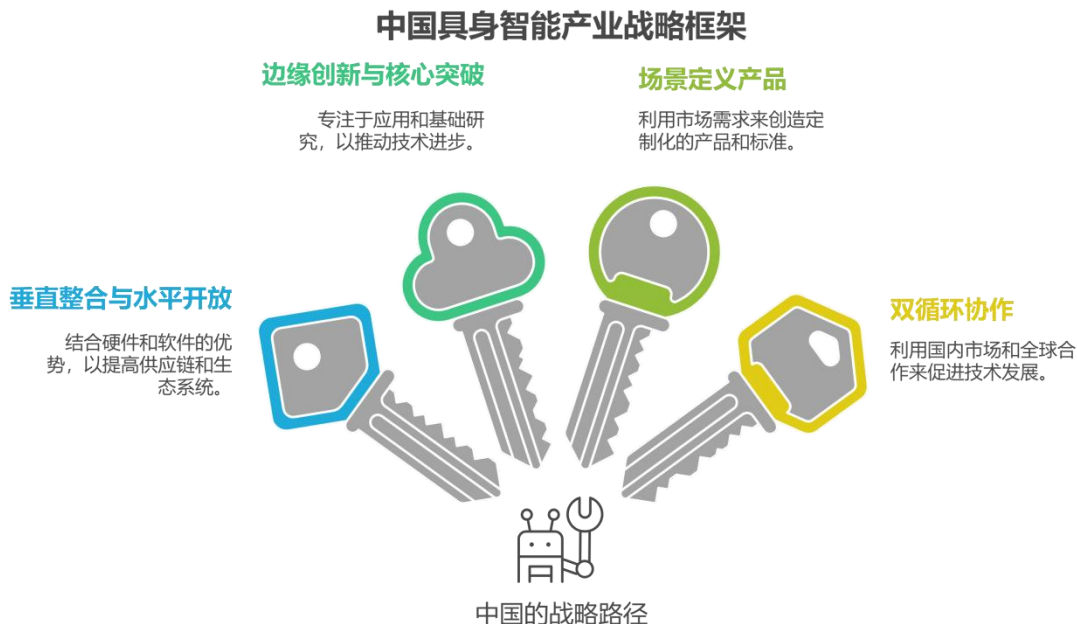 中国具身智能产业战略框架
边缘创新与核心突破
专注于应用和基础研
究，以推动技术进步。
场景定义产品
利用市场需求来创造定
制化的产品和标准。
垂直整合与水平开放
结合硬件和软件的优
势，以提高供应链和生
态系统。
双循环协作
利用国内市场和全球合
作来促进技术发展。
中国的战略路径